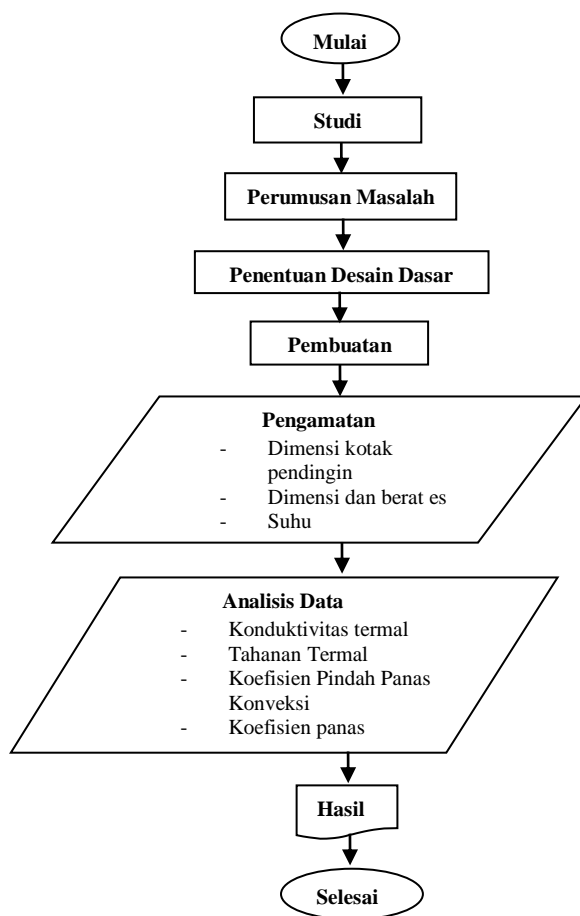 Mulai
Studi
Perumusan Masalah
Penentuan Desain Dasar
Pembuatan
Pengamatan
- Dimensi kotak
pendingin
- Dimensi dan berat es
- Suhu
Analisis Data
- Konduktivitas termal
- Tahanan Termal
- Koefisien Pindah Panas
Konveksi
- Koefisien panas
Hasil
Selesai